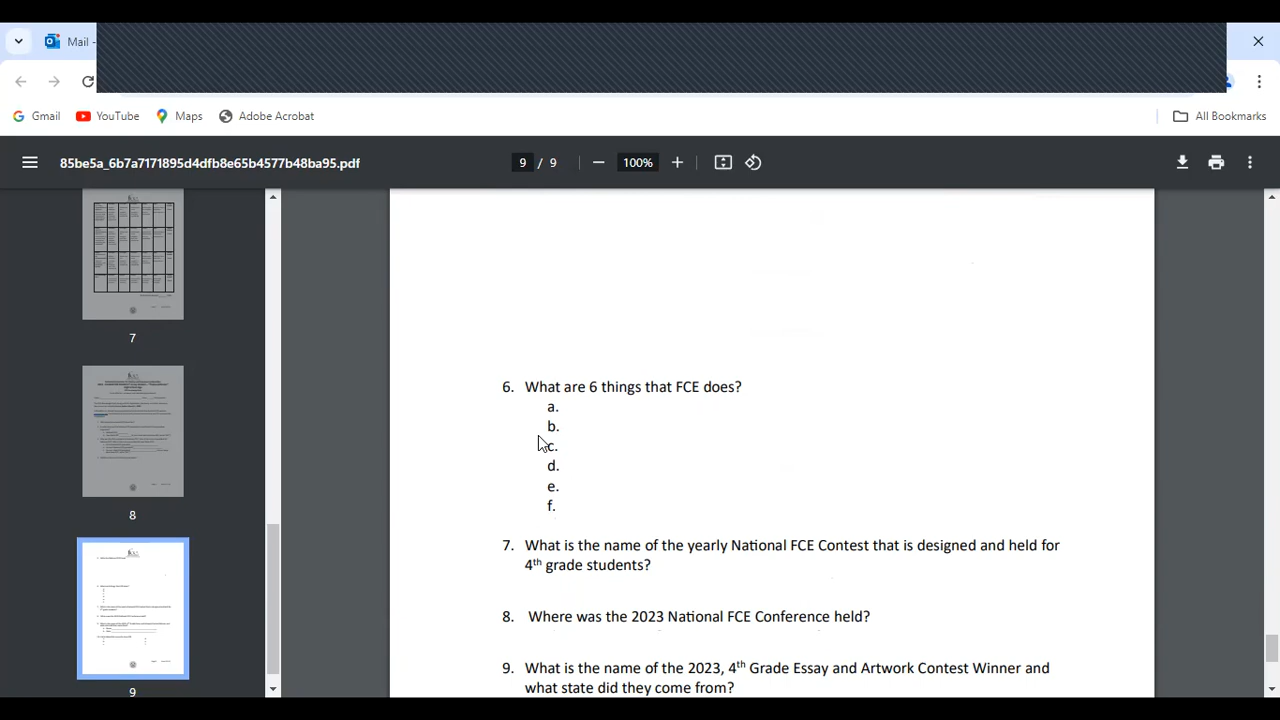 Mail -
Gmail YouTube Maps Adobe Acrobat All Bookmarks
85be5a_6b7a7171895d4dfb8e65b4577b48ba95.pdf 9 / 9 100%
7
8
9
6. What are 6 things that FCE does?
a.
b.
c.
d.
e.
f.
7. What is the name of the yearly National FCE Contest that is designed and held for
4th grade students?
8. Where was the 2023 National FCE Conference held?
9. What is the name of the 2023, 4th Grade Essay and Artwork Contest Winner and
what state did they come from?